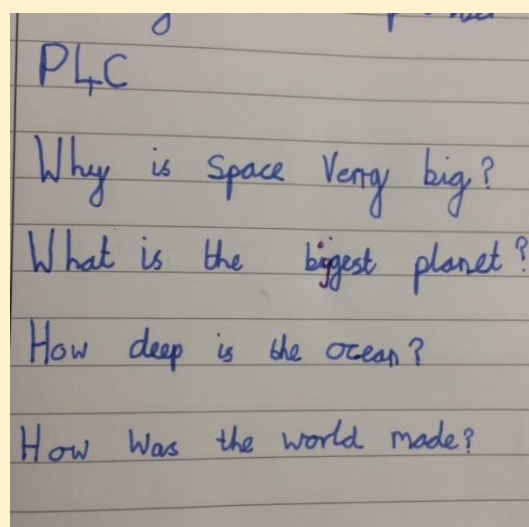 P4C
Why is Space Verry big?
What is the biggest planet?
How deep is the ocean?
How Was the world made?